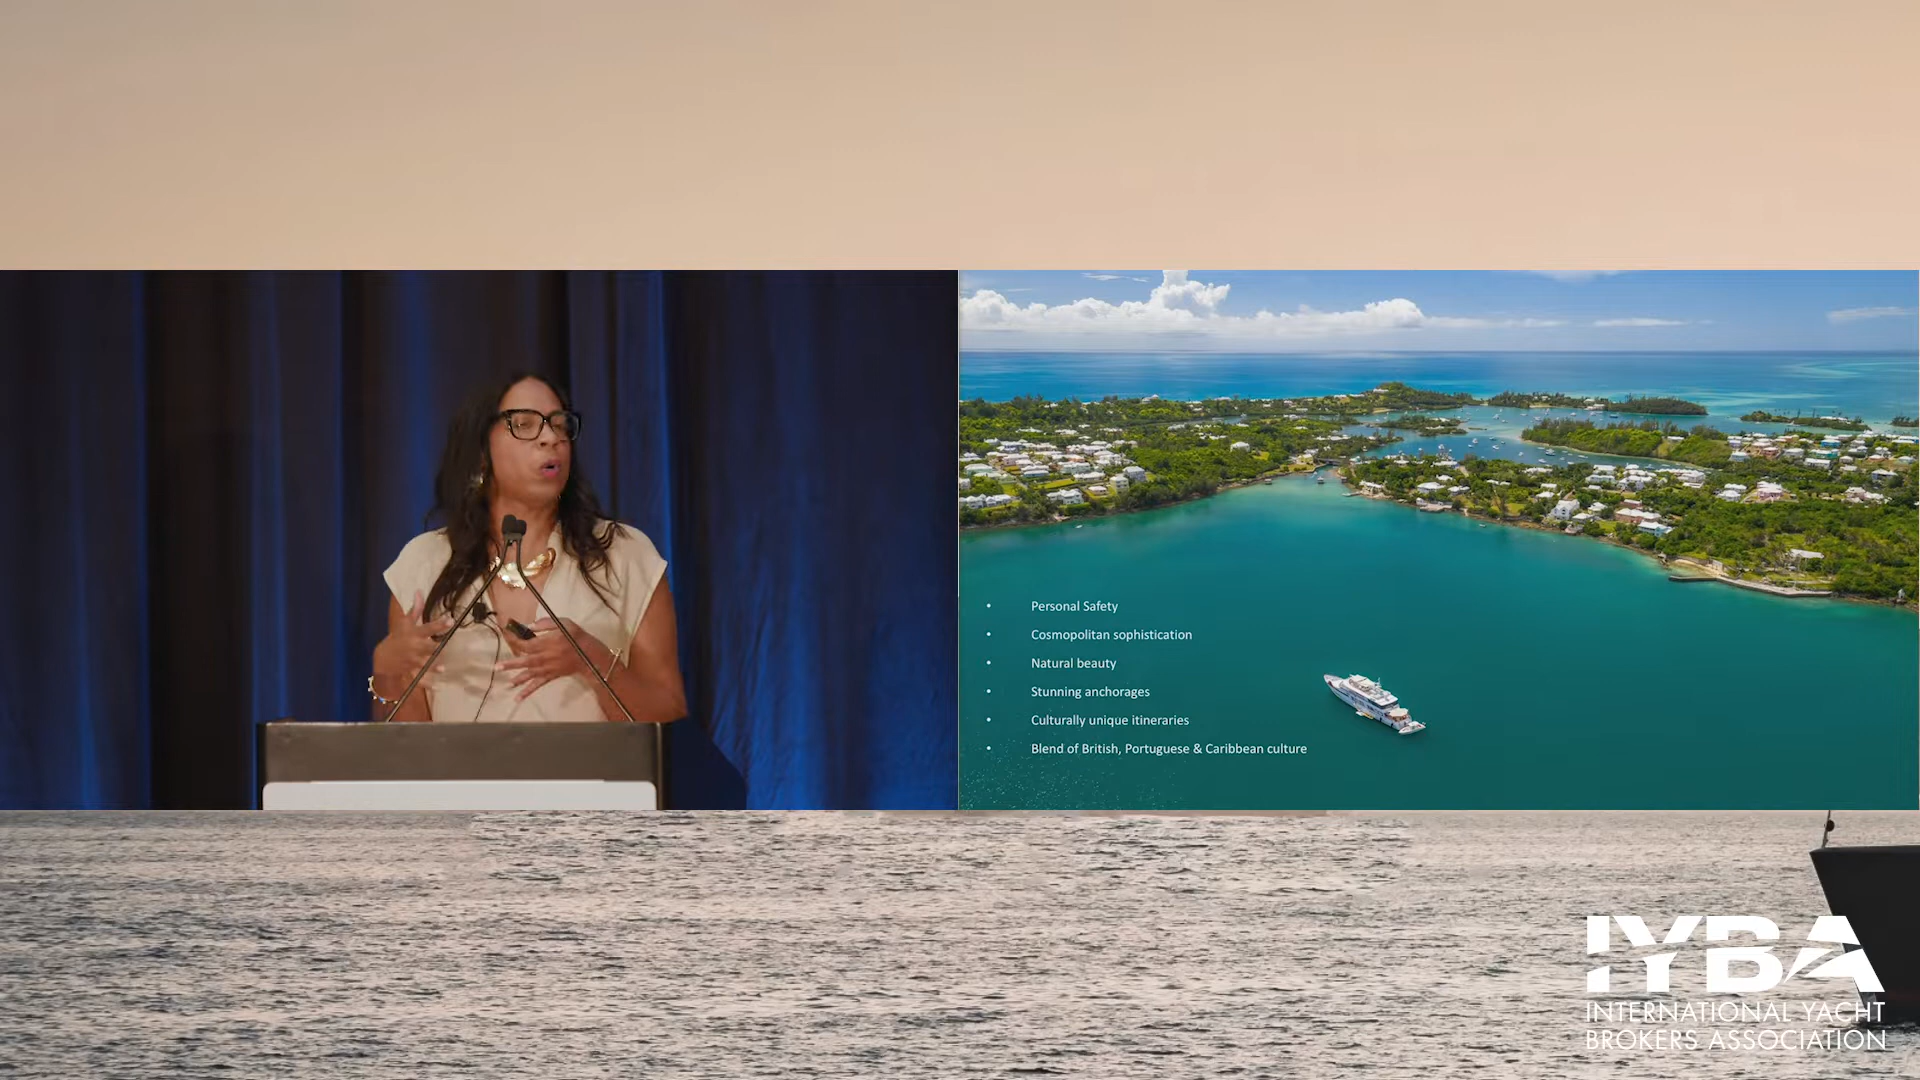 • Personal Safety
• Cosmopolitan sophistication
• Natural beauty
• Stunning anchorages
• Culturally unique itineraries
• Blend of British, Portuguese & Caribbean culture
IYBA
INTERNATIONAL YACHT
BROKERS ASSOCIATION